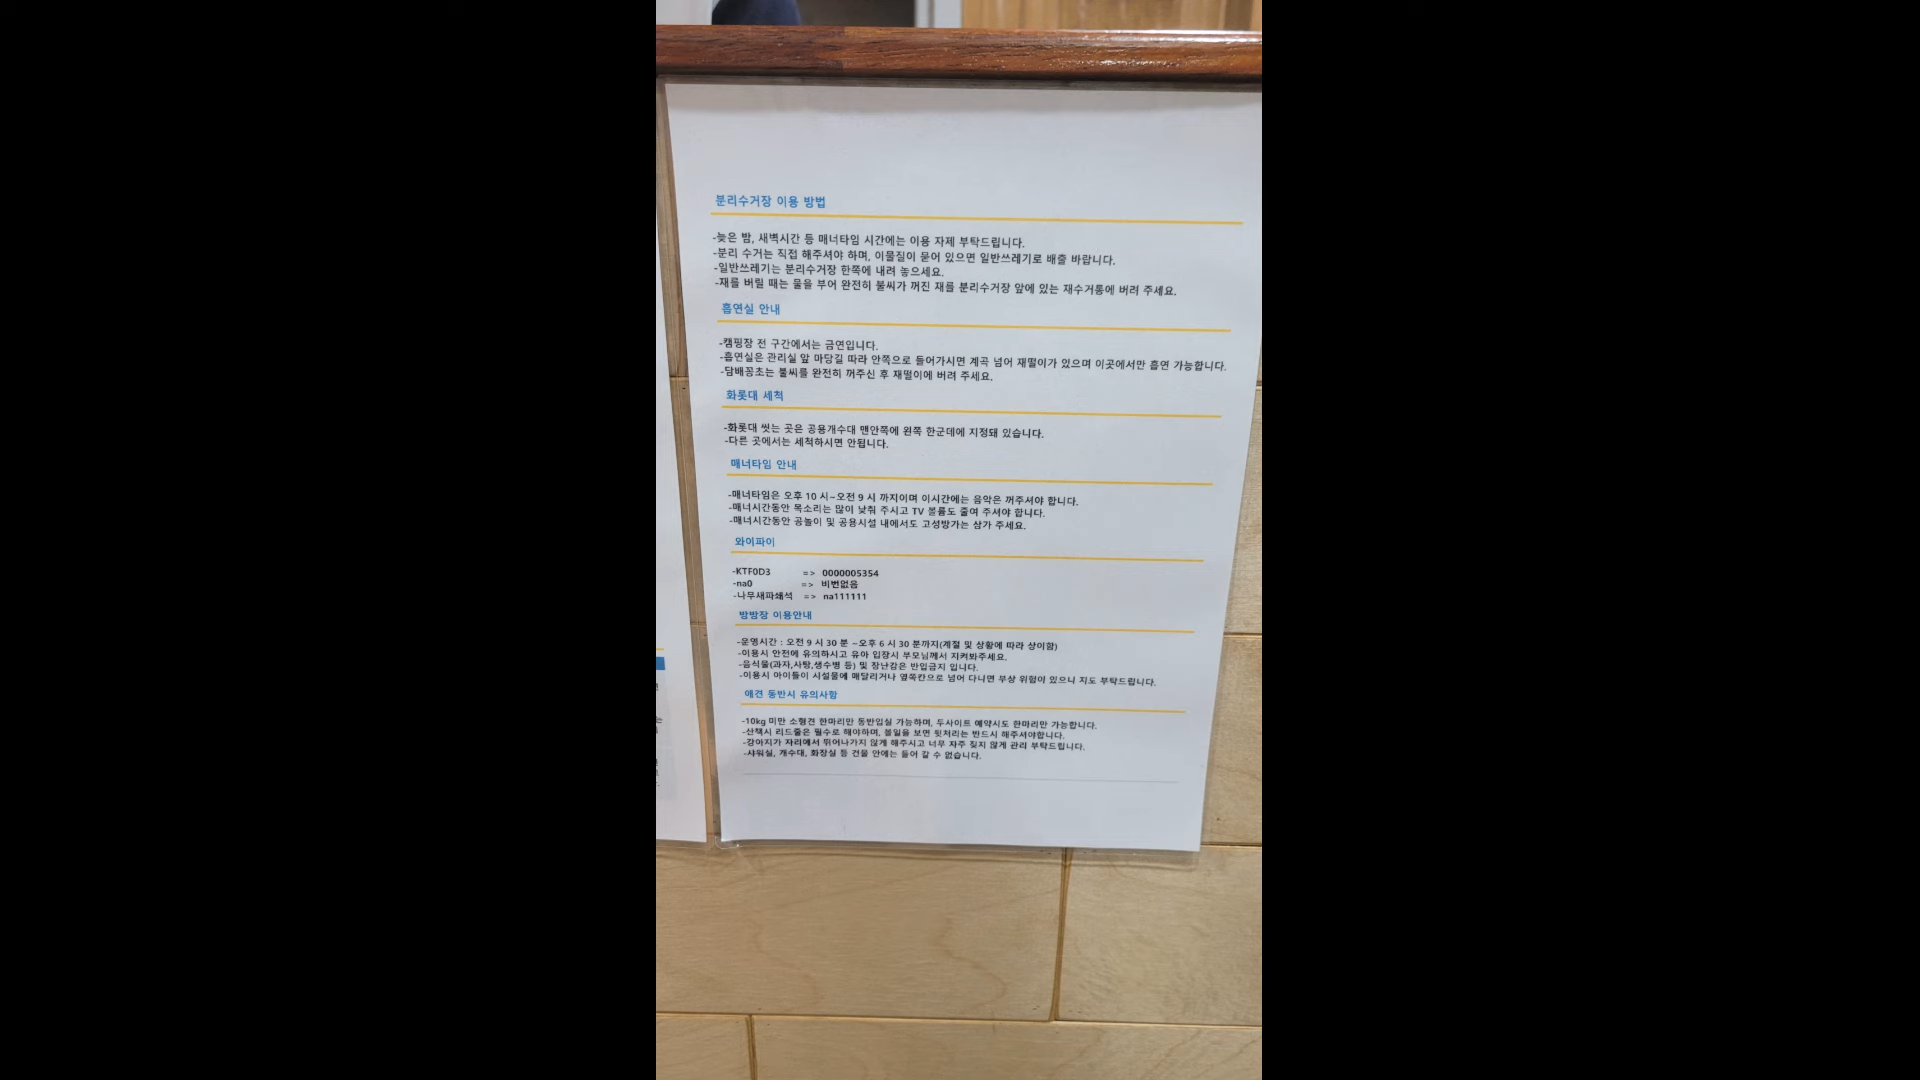 분리수거장 이용 방법
-늦은 밤, 새벽시간 등 매너타임 시간에는 이용 자제 부탁드립니다.
-분리 수거는 직접 해주셔야 하며, 이물질이 묻어 있으면 일반쓰레기로 배출 바랍니다.
-일반쓰레기는 분리수거장 한쪽에 내려 놓으세요.
-재를 버릴 때는 물을 부어 완전히 불씨가 꺼진 재를 분리수거장 앞에 있는 재수거통에 버려 주세요.
흡연실 안내
-캠핑장 전 구간에서는 금연입니다.
-흡연실은 관리실 앞 마당길 따라 안쪽으로 들어가시면 계곡 넘어 재떨이가 있으며 이곳에서만 흡연 가능합니다.
-담배꽁초는 불씨를 완전히 꺼주신 후 재떨이에 버려 주세요.
화롯대 세척
-화롯대 씻는 곳은 공용개수대 맨안쪽에 왼쪽 한군데에 지정돼 있습니다.
-다른 곳에서는 세척하시면 안됩니다.
매너타임 안내
-매너타임은 오후 10 시~오전 9 시 까지이며 이시간에는 음악은 꺼주셔야 합니다.
-매너시간동안 목소리는 많이 낮춰 주시고 TV 볼륨도 줄여 주셔야 합니다.
-매너시간동안 공놀이 및 공용시설 내에서도 고성방가는 삼가 주세요.
와이파이
-KTF0D3 => 0000005354
-na0 => 비번없음
-나무새파쇄석 => na111111
방방장 이용안내
-운영시간 : 오전 9 시 30 분 ~오후 6 시 30 분까지(계절 및 상황에 따라 상이함)
-이용시 안전에 유의하시고 유아 입장시 부모님께서 지켜봐주세요.
-음식물(과자,사탕,생수병 등) 및 장난감은 반입금지 입니다.
-이용시 아이들이 시설물에 매달리거나 옆쪽칸으로 넘어 다니면 부상 위험이 있으니 지도 부탁드립니다.
애견 동반시 유의사항
-10kg 미만 소형견 한마리만 동반입실 가능하며, 두사이트 예약시도 한마리만 가능합니다.
-산책시 리드줄은 필수로 해야하며, 볼일을 보면 뒷처리는 반드시 해주셔야합니다.
-강아지가 자리에서 뛰어나가지 않게 해주시고 너무 자주 짖지 않게 관리 부탁드립니다.
-샤워실, 개수대, 화장실 등 건물 안에는 들어 갈 수 없습니다.